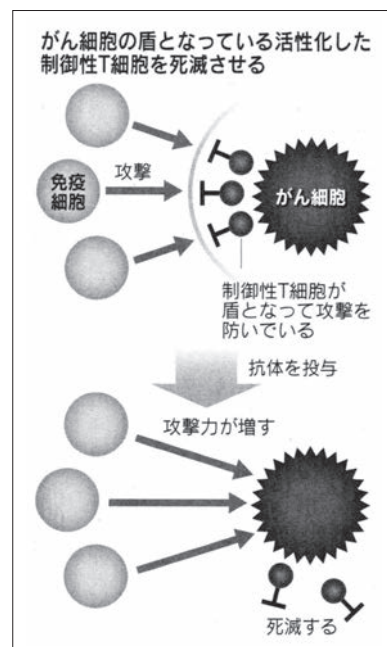 がん細胞の盾となっている活性化した
制御性T細胞を死滅させる
免疫
細胞
攻撃
がん細胞
制御性T細胞が
盾となって攻撃を
防いでいる
抗体を投与
攻撃力が増す
死滅する